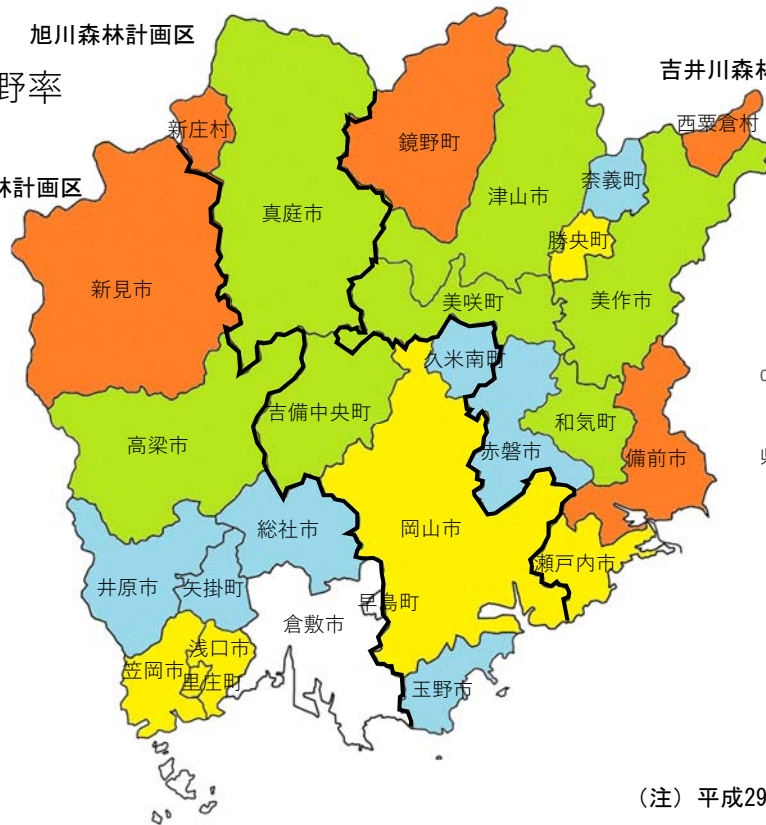 旭川森林計画区
野率
吉井川森林
林計画区
新庄村
鏡野町
西粟倉村
奈義町
津山市
真庭市
勝央町
新見市
美咲町
美作市
久米南町
吉備中央町
和気町
高梁市
赤磐市
備前市
岡山市
総社市
瀬戸内市
井原市
矢掛町
早島町
倉敷市
浅口市
笠岡市
里庄町
玉野市
（注）平成29